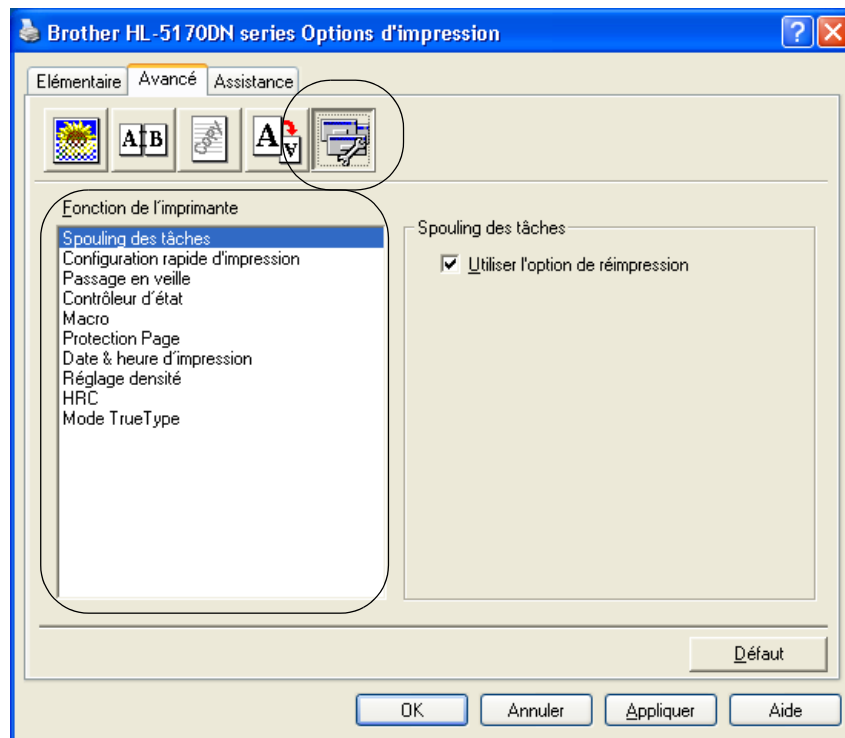 Brother HL-5170DN series Options d'impression
Elémentaire Avancé Assistance
A B copy A A
Fonction de l´imprimante
Spouling des tâches
Configuration rapide d'impression
Passage en veille
Contrôleur d´état
Macro
Protection Page
Date & heure d´impression
Réglage densité
HRC
Mode TrueType
Spouling des tâches
Utiliser l'option de réimpression
Défaut
OK Annuler Appliquer Aide